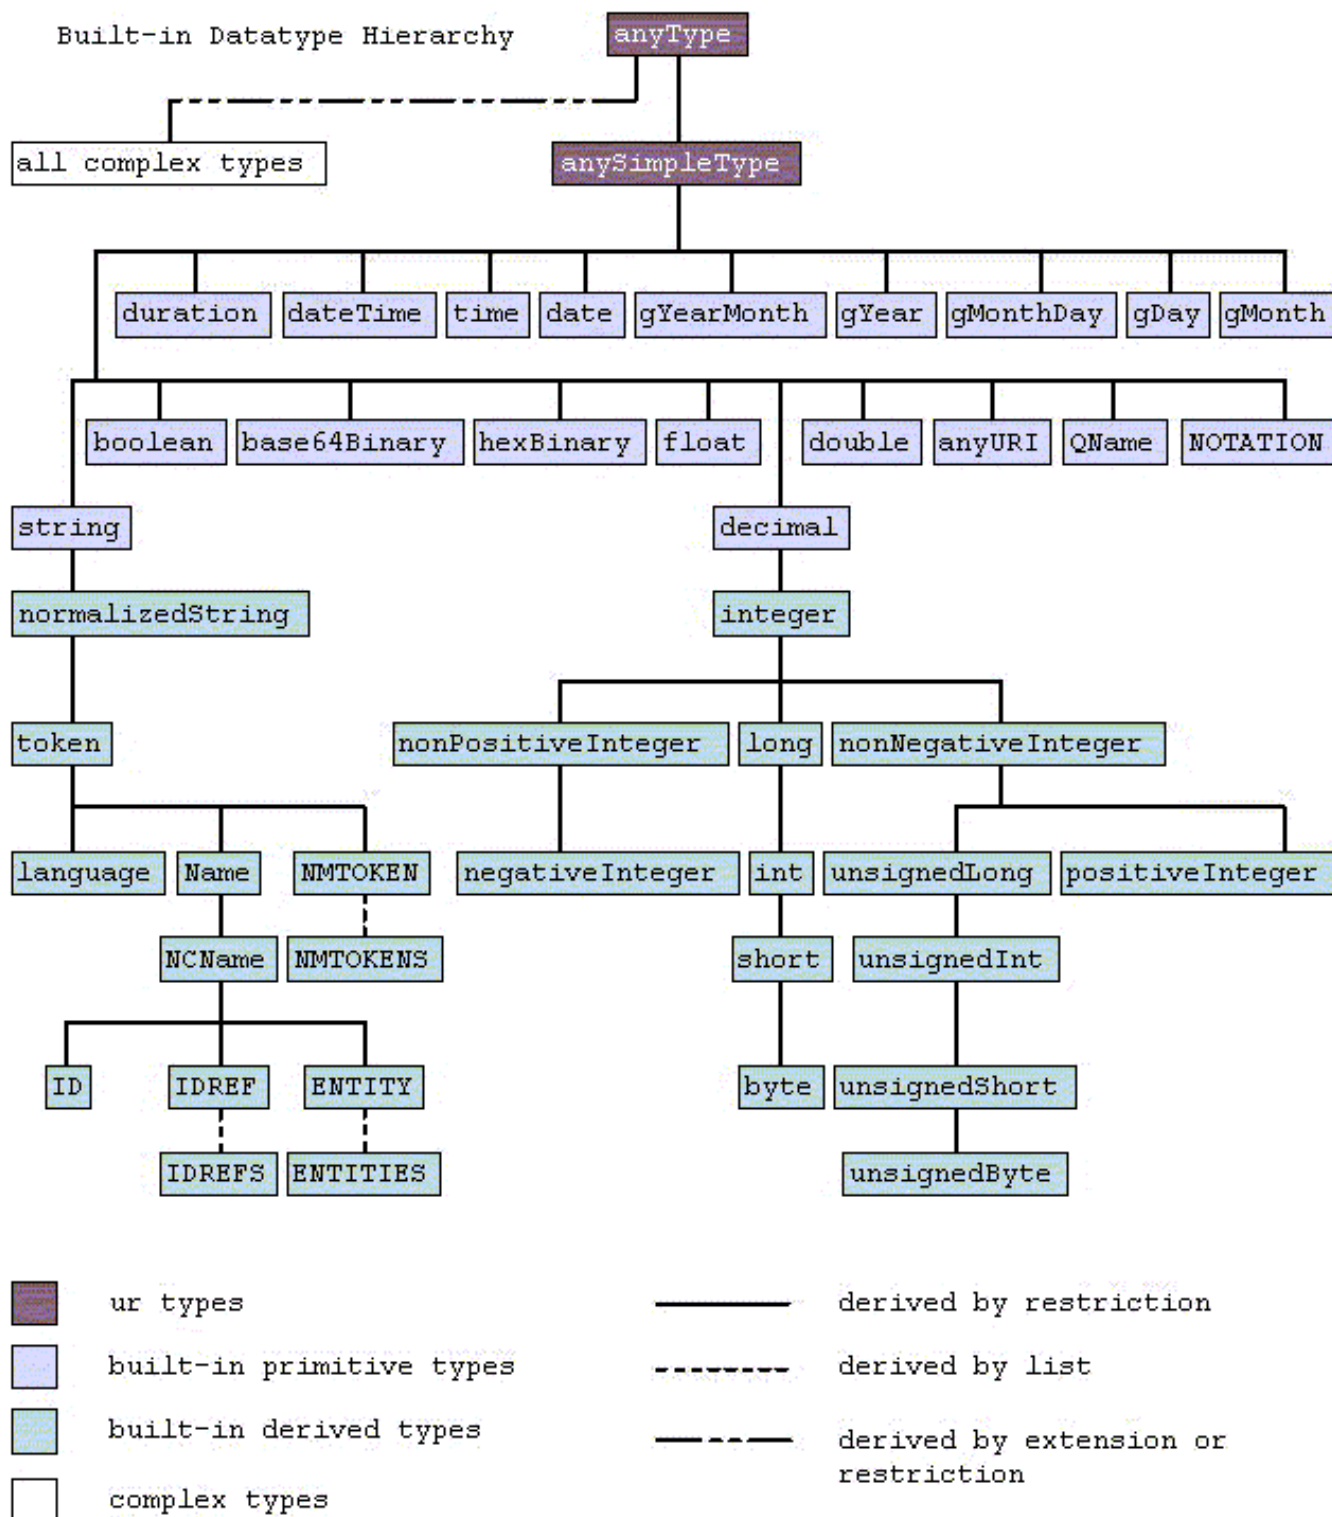 Built-in Datatype Hierarchy
anyType
all complex types
anySimpleType
duration dateTime time date gYearMonth gYear gMonthDay gDay gMonth
boolean base64Binary hexBinary float double anyURI QName NOTATION
string decimal
normalizedString integer
token nonPositiveInteger long nonNegativeInteger
language Name NMTOKEN negativeInteger int unsignedLong positiveInteger
NCName NMTOKENS short unsignedInt
ID IDREF ENTITY byte unsignedShort
IDREFS ENTITIES unsignedByte
ur types
built-in primitive types
built-in derived types
complex types
derived by restriction
derived by list
derived by extension or
restriction